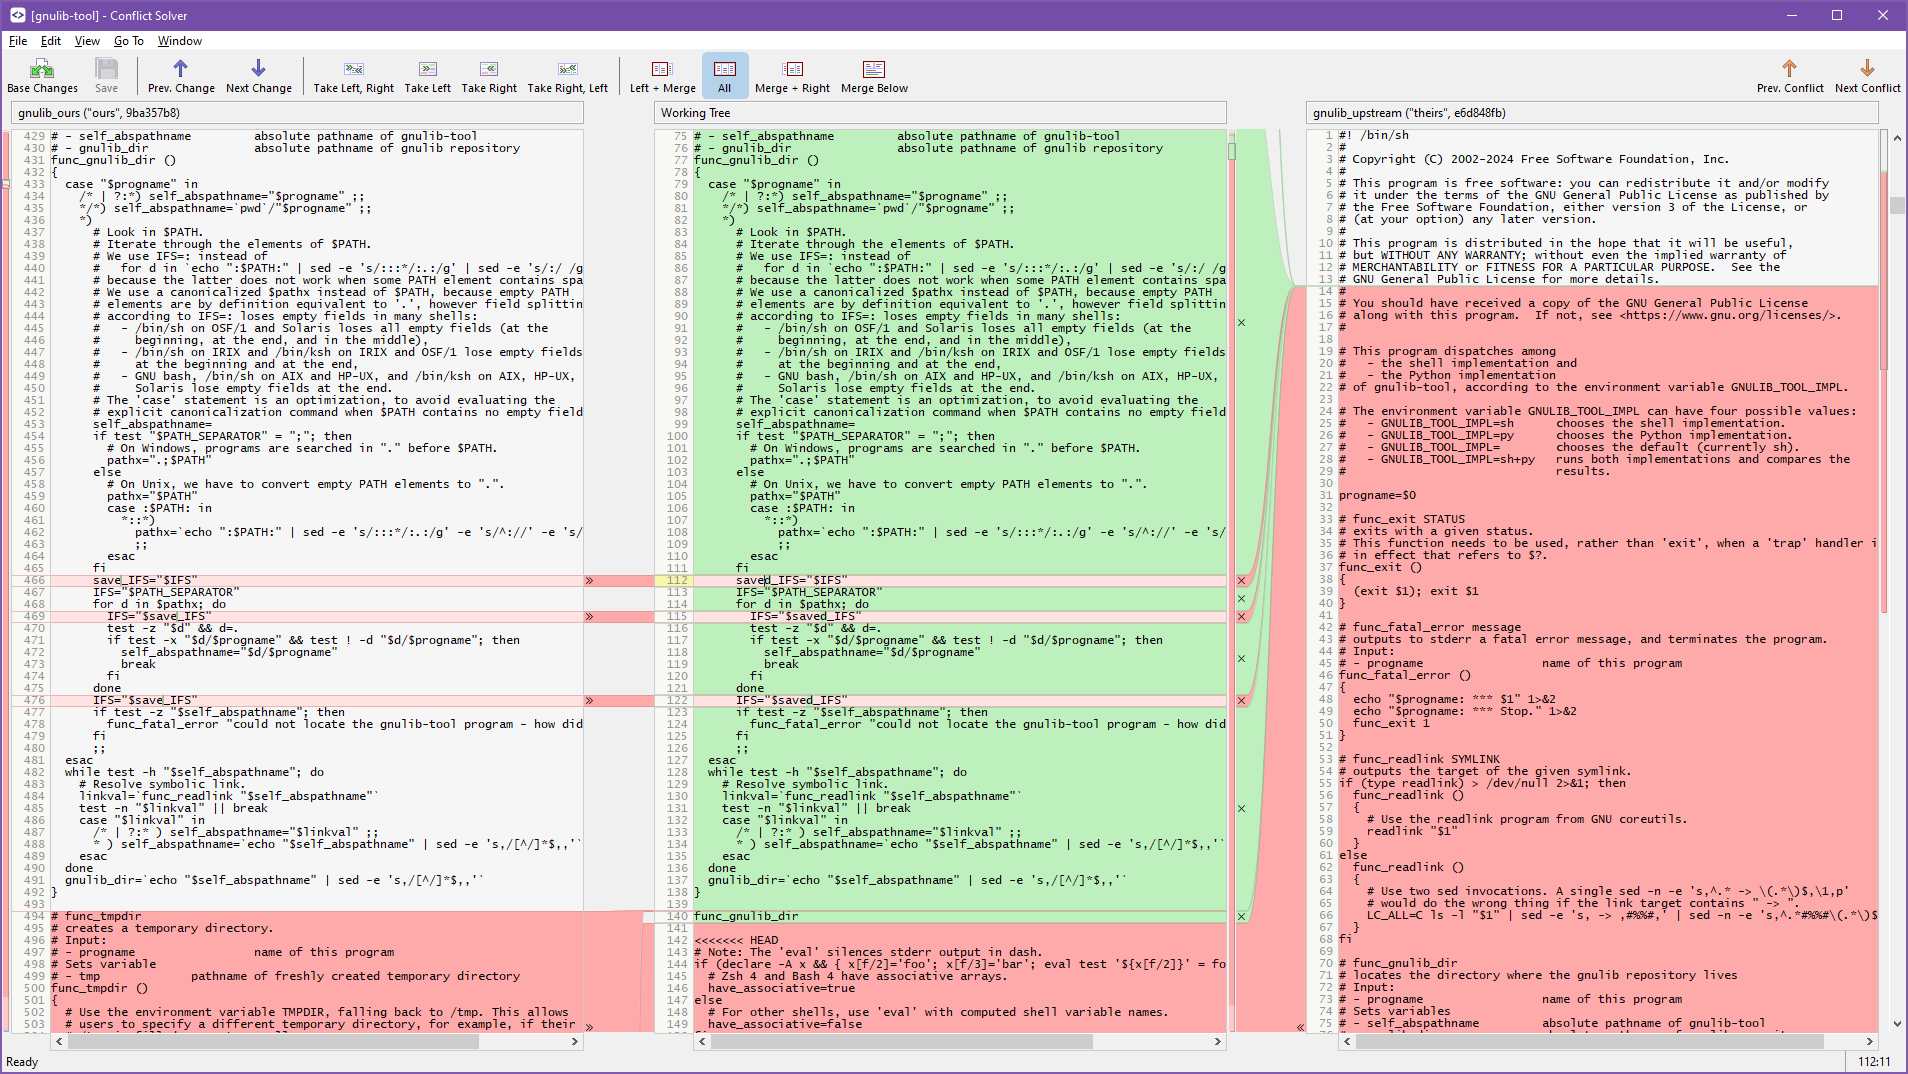 [gnulib-tool] - Conflict Solver
File Edit View Go To Window
Base Changes Save Prev. Change Next Change Take Left, Right Take Left Take Right Take Right, Left Left + Merge All Merge + Right Merge Below Prev. Conflict Next Conflict
gnulib_ours ("ours", 9ba357b8)
429 # - self_abspathname         absolute pathname of gnulib-tool
430 # - gnulib_dir               absolute pathname of gnulib repository
431 func_gnulib_dir ()
432 {
433   case "$progname" in
434     /* | ?:*) self_abspathname="$progname" ;;
435     */*) self_abspathname=`pwd`/"$progname" ;;
436     *)
437       # Look in $PATH.
438       # Iterate through the elements of $PATH.
439       # We use IFS=: instead of
440       #   for d in `echo ":$PATH:" | sed -e 's/:::*/:.:/g' | sed -e 's/:/ /g
441       # because the latter does not work when some PATH element contains spa
442       # We use a canonicalized $pathx instead of $PATH, because empty PATH
443       # elements are by definition equivalent to '.', however field splittin
444       # according to IFS=: loses empty fields in many shells:
445       #   - /bin/sh on OSF/1 and Solaris loses all empty fields (at the
446       #     beginning, at the end, and in the middle),
447       #   - /bin/sh on IRIX and /bin/ksh on IRIX and OSF/1 lose empty fields
448       #     at the beginning and at the end,
449       #   - GNU bash, /bin/sh on AIX and HP-UX, and /bin/ksh on AIX, HP-UX,
450       #     Solaris lose empty fields at the end.
451       # The 'case' statement is an optimization, to avoid evaluating the
452       # explicit canonicalization command when $PATH contains no empty field
453       self_abspathname=
454       if test "$PATH_SEPARATOR" = ";"; then
455         # On Windows, programs are searched in "." before $PATH.
456         pathx=".;$PATH"
457       else
458         # On Unix, we have to convert empty PATH elements to ".".
459         pathx="$PATH"
460         case :$PATH: in
461           *::*)
462             pathx=`echo ":$PATH:" | sed -e 's/:::*/:.:/g' -e 's/^://' -e 's/
463             ;;
464         esac
465       fi
466       save_IFS="$IFS"
467       IFS="$PATH_SEPARATOR"
468       for d in $pathx; do
469         IFS="$save_IFS"
470         test -z "$d" && d=.
471         if test -x "$d/$progname" && test ! -d "$d/$progname"; then
472           self_abspathname="$d/$progname"
473           break
474         fi
475       done
476       IFS="$save_IFS"
477       if test -z "$self_abspathname"; then
478         func_fatal_error "could not locate the gnulib-tool program - how did
479       fi
480       ;;
481   esac
482   while test -h "$self_abspathname"; do
483     # Resolve symbolic link.
484     linkval=`func_readlink "$self_abspathname"`
485     test -n "$linkval" || break
486     case "$linkval" in
487       /* | ?:* ) self_abspathname="$linkval" ;;
488       * ) self_abspathname=`echo "$self_abspathname" | sed -e 's,/[^/]*$,,'`
489     esac
490   done
491   gnulib_dir=`echo "$self_abspathname" | sed -e 's,/[^/]*$,,'`
492 }
493
494 # func_tmpdir
495 # creates a temporary directory.
496 # Input:
497 # - progname                 name of this program
498 # Sets variable
499 # - tmp             pathname of freshly created temporary directory
500 func_tmpdir ()
501 {
502   # Use the environment variable TMPDIR, falling back to /tmp. This allows
503   # users to specify a different temporary directory, for example, if their
Working Tree
75 # - self_abspathname         absolute pathname of gnulib-tool
76 # - gnulib_dir               absolute pathname of gnulib repository
77 func_gnulib_dir ()
78 {
79   case "$progname" in
80     /* | ?:*) self_abspathname="$progname" ;;
81     */*) self_abspathname=`pwd`/"$progname" ;;
82     *)
83       # Look in $PATH.
84       # Iterate through the elements of $PATH.
85       # We use IFS=: instead of
86       #   for d in `echo ":$PATH:" | sed -e 's/:::*/:.:/g' | sed -e 's/:/ /g
87       # because the latter does not work when some PATH element contains spa
88       # We use a canonicalized $pathx instead of $PATH, because empty PATH
89       # elements are by definition equivalent to '.', however field splittin
90       # according to IFS=: loses empty fields in many shells:
91       #   - /bin/sh on OSF/1 and Solaris loses all empty fields (at the
92       #     beginning, at the end, and in the middle),
93       #   - /bin/sh on IRIX and /bin/ksh on IRIX and OSF/1 lose empty fields
94       #     at the beginning and at the end,
95       #   - GNU bash, /bin/sh on AIX and HP-UX, and /bin/ksh on AIX, HP-UX,
96       #     Solaris lose empty fields at the end.
97       # The 'case' statement is an optimization, to avoid evaluating the
98       # explicit canonicalization command when $PATH contains no empty field
99       self_abspathname=
100       if test "$PATH_SEPARATOR" = ";"; then
101         # On Windows, programs are searched in "." before $PATH.
102         pathx=".;$PATH"
103       else
104         # On Unix, we have to convert empty PATH elements to ".".
105         pathx="$PATH"
106         case :$PATH: in
107           *::*)
108             pathx=`echo ":$PATH:" | sed -e 's/:::*/:.:/g' -e 's/^://' -e 's/
109             ;;
110         esac
111       fi
112       saved_IFS="$IFS"
113       IFS="$PATH_SEPARATOR"
114       for d in $pathx; do
115         IFS="$saved_IFS"
116         test -z "$d" && d=.
117         if test -x "$d/$progname" && test ! -d "$d/$progname"; then
118           self_abspathname="$d/$progname"
119           break
120         fi
121       done
122       IFS="$saved_IFS"
123       if test -z "$self_abspathname"; then
124         func_fatal_error "could not locate the gnulib-tool program - how did
125       fi
126       ;;
127   esac
128   while test -h "$self_abspathname"; do
129     # Resolve symbolic link.
130     linkval=`func_readlink "$self_abspathname"`
131     test -n "$linkval" || break
132     case "$linkval" in
133       /* | ?:* ) self_abspathname="$linkval" ;;
134       * ) self_abspathname=`echo "$self_abspathname" | sed -e 's,/[^/]*$,,'`
135     esac
136   done
137   gnulib_dir=`echo "$self_abspathname" | sed -e 's,/[^/]*$,,'`
138 }
139
140 func_gnulib_dir
141
142 <<<<<<< HEAD
143 # Note: The 'eval' silences stderr output in dash.
144 if (declare -A x && { x[f/2]='foo'; x[f/3]='bar'; eval test '${x[f/2]}' = fo
145   # Zsh 4 and Bash 4 have associative arrays.
146   have_associative=true
147 else
148   # For other shells, use 'eval' with computed shell variable names.
149   have_associative=false
gnulib_upstream ("theirs", e6d848fb)
1 #! /bin/sh
2 #
3 # Copyright (C) 2002-2024 Free Software Foundation, Inc.
4 #
5 # This program is free software: you can redistribute it and/or modify
6 # it under the terms of the GNU General Public License as published by
7 # the Free Software Foundation, either version 3 of the License, or
8 # (at your option) any later version.
9 #
10 # This program is distributed in the hope that it will be useful,
11 # but WITHOUT ANY WARRANTY; without even the implied warranty of
12 # MERCHANTABILITY or FITNESS FOR A PARTICULAR PURPOSE.  See the
13 # GNU General Public License for more details.
14 #
15 # You should have received a copy of the GNU General Public License
16 # along with this program.  If not, see <https://www.gnu.org/licenses/>.
17 #
18
19 # This program dispatches among
20 #   - the shell implementation and
21 #   - the Python implementation
22 # of gnulib-tool, according to the environment variable GNULIB_TOOL_IMPL.
23
24 # The environment variable GNULIB_TOOL_IMPL can have four possible values:
25 #   - GNULIB_TOOL_IMPL=sh      chooses the shell implementation.
26 #   - GNULIB_TOOL_IMPL=py      chooses the Python implementation.
27 #   - GNULIB_TOOL_IMPL=        chooses the default (currently sh).
28 #   - GNULIB_TOOL_IMPL=sh+py   runs both implementations and compares the
29 #                              results.
30
31 progname=$0
32
33 # func_exit STATUS
34 # exits with a given status.
35 # This function needs to be used, rather than 'exit', when a 'trap' handler i
36 # in effect that refers to $?.
37 func_exit ()
38 {
39   (exit $1); exit $1
40 }
41
42 # func_fatal_error message
43 # outputs to stderr a fatal error message, and terminates the program.
44 # Input:
45 # - progname                 name of this program
46 func_fatal_error ()
47 {
48   echo "$progname: *** $1" 1>&2
49   echo "$progname: *** Stop." 1>&2
50   func_exit 1
51 }
52
53 # func_readlink SYMLINK
54 # outputs the target of the given symlink.
55 if (type readlink) > /dev/null 2>&1; then
56   func_readlink ()
57   {
58     # Use the readlink program from GNU coreutils.
59     readlink "$1"
60   }
61 else
62   func_readlink ()
63   {
64     # Use two sed invocations. A single sed -n -e 's,^.* -> \(.*\)$,\1,p'
65     # would do the wrong thing if the link target contains " -> ".
66     LC_ALL=C ls -l "$1" | sed -e 's, -> ,#%%#,' | sed -n -e 's,^.*#%%#\(.*\)$
67   }
68 fi
69
70 # func_gnulib_dir
71 # locates the directory where the gnulib repository lives
72 # Input:
73 # - progname                 name of this program
74 # Sets variables
75 # - self_abspathname         absolute pathname of gnulib-tool
Ready
112:11